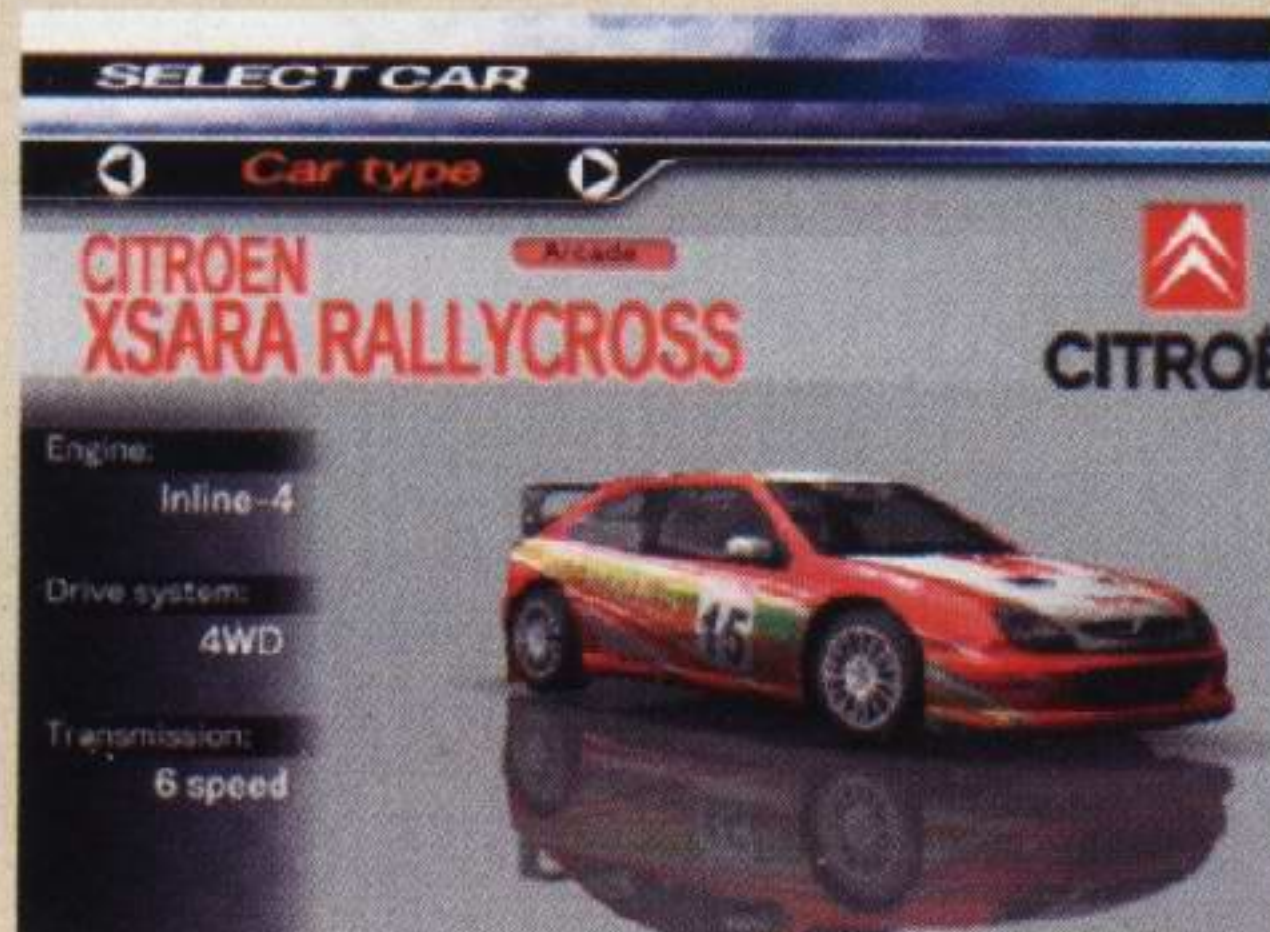 SELECT CAR
Car type
CITROEN
Arcade
XSARA RALLYCROSS
CITROË
Engine:
Inline-4
Drive system:
4WD
15
Transmission:
6 speed